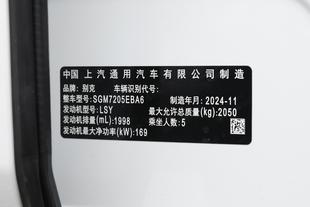 中国 上汽通用汽车有限公司制造
品牌：别克 车辆识别代号：
整车型号：SGM7205EBA6 制造年月：2024-11
发动机型号：LSY 最大允许总质量(kg)：2050
发动机排量(mL)：1998 乘坐人数：5
发动机最大净功率(kW)：169